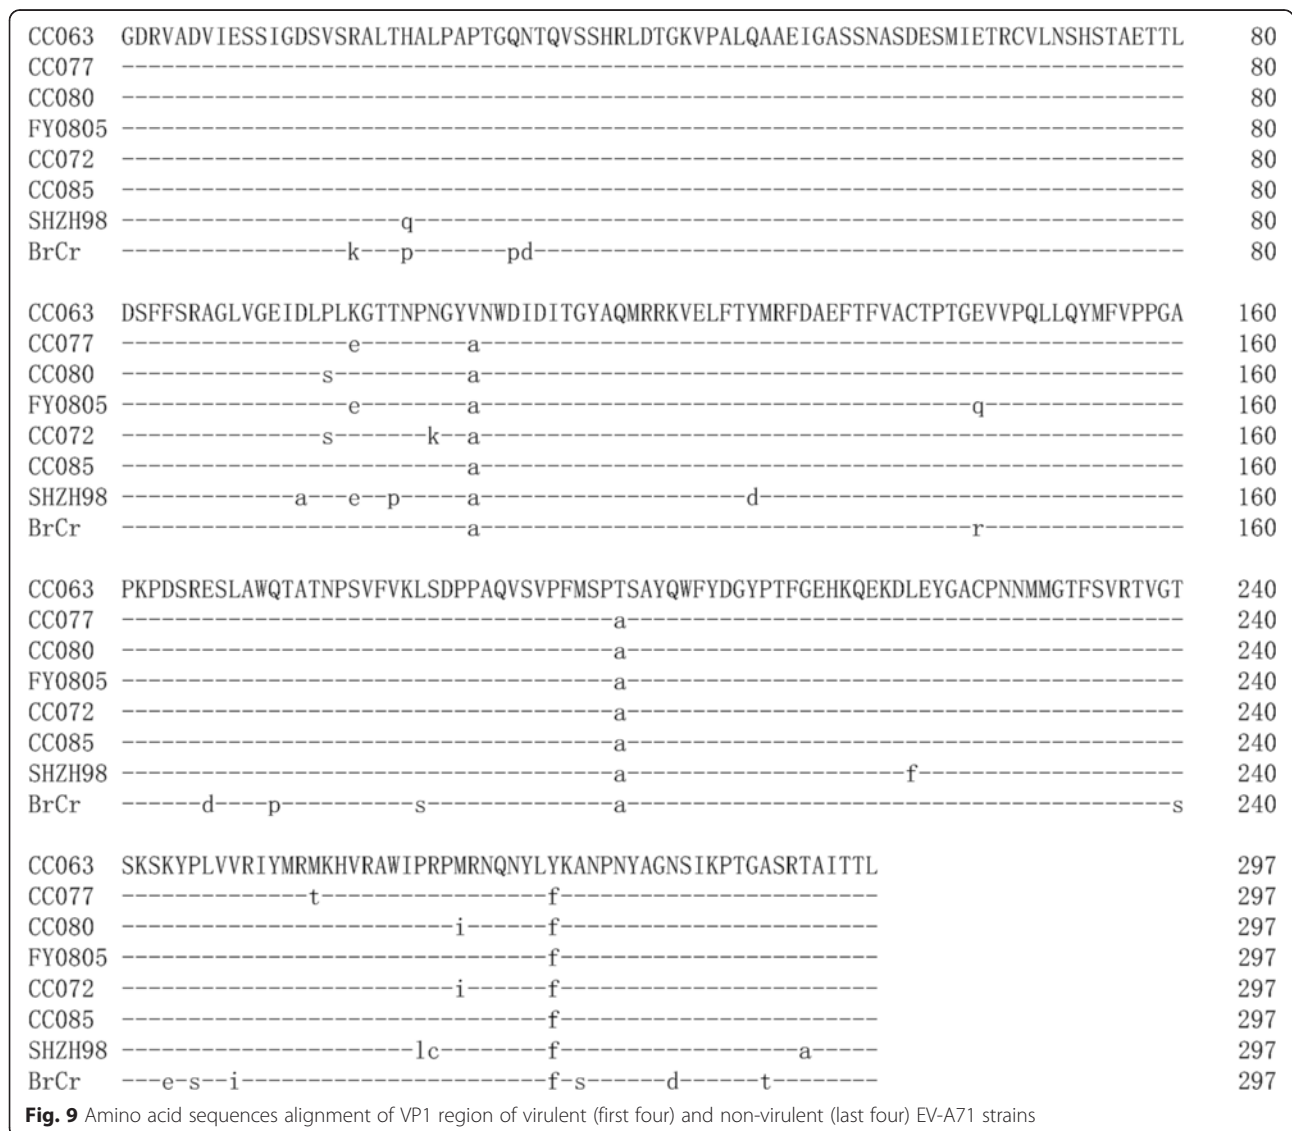 CC063 GDRVADVIESSIGDSVSRALTHALPAPTGQNTQVSSHRLDTGKVPALQAAEIGASSNASDESMIETRCVLNSHSTAETTL 80
CC077 -------------------------------------------------------------------------------- 80
CC080 -------------------------------------------------------------------------------- 80
FY0805 -------------------------------------------------------------------------------- 80
CC072 -------------------------------------------------------------------------------- 80
CC085 -------------------------------------------------------------------------------- 80
SHZH98 ---------------------q---------------------------------------------------------- 80
BrCr -----------------k---p-------pd------------------------------------------------- 80
CC063 DSFFSRAGLVGEIDLPLKGTTNPNGYVNWDIDITGYAQMRRKVELFTYMRFDAEFTFVACTPTGEVVPQLLQYMFVPPGA 160
CC077 -----------------e--------a----------------------------------------------------- 160
CC080 ---------------s----------a----------------------------------------------------- 160
FY0805 -----------------e--------a-------------------------------------q--------------- 160
CC072 ---------------s-------k--a----------------------------------------------------- 160
CC085 --------------------------a----------------------------------------------------- 160
SHZH98 -------------a---e--p-----a--------------------d-------------------------------- 160
BrCr --------------------------a-------------------------------------r--------------- 160
CC063 PKPDSRESLAWQTATNPSVFVKLSDPPAQVSVPFMSPTSAYQWFYDGYPTFGEHKQEKDLEYGACPNNMMGTFSVRTVGT 240
CC077 -------------------------------------a------------------------------------------ 240
CC080 -------------------------------------a------------------------------------------ 240
FY0805 -------------------------------------a------------------------------------------ 240
CC072 -------------------------------------a------------------------------------------ 240
CC085 -------------------------------------a------------------------------------------ 240
SHZH98 -------------------------------------a---------------------f-------------------- 240
BrCr ------d----p----------s--------------a-----------------------------------------s 240
CC063 SKSKYPLVVRIYMRMKHVRAWIPRPMRNQNYLYKANPNYAGNSIKPTGASRTAITTL 297
CC077 --------------t-----------------f------------------------ 297
CC080 -------------------------i------f------------------------ 297
FY0805 --------------------------------f------------------------ 297
CC072 -------------------------i------f------------------------ 297
CC085 --------------------------------f------------------------ 297
SHZH98 ----------------------lc--------f------------------a----- 297
BrCr ---e-s--i-----------------------f-s------d------t-------- 297
Fig. 9 Amino acid sequences alignment of VP1 region of virulent (first four) and non-virulent (last four) EV-A71 strains